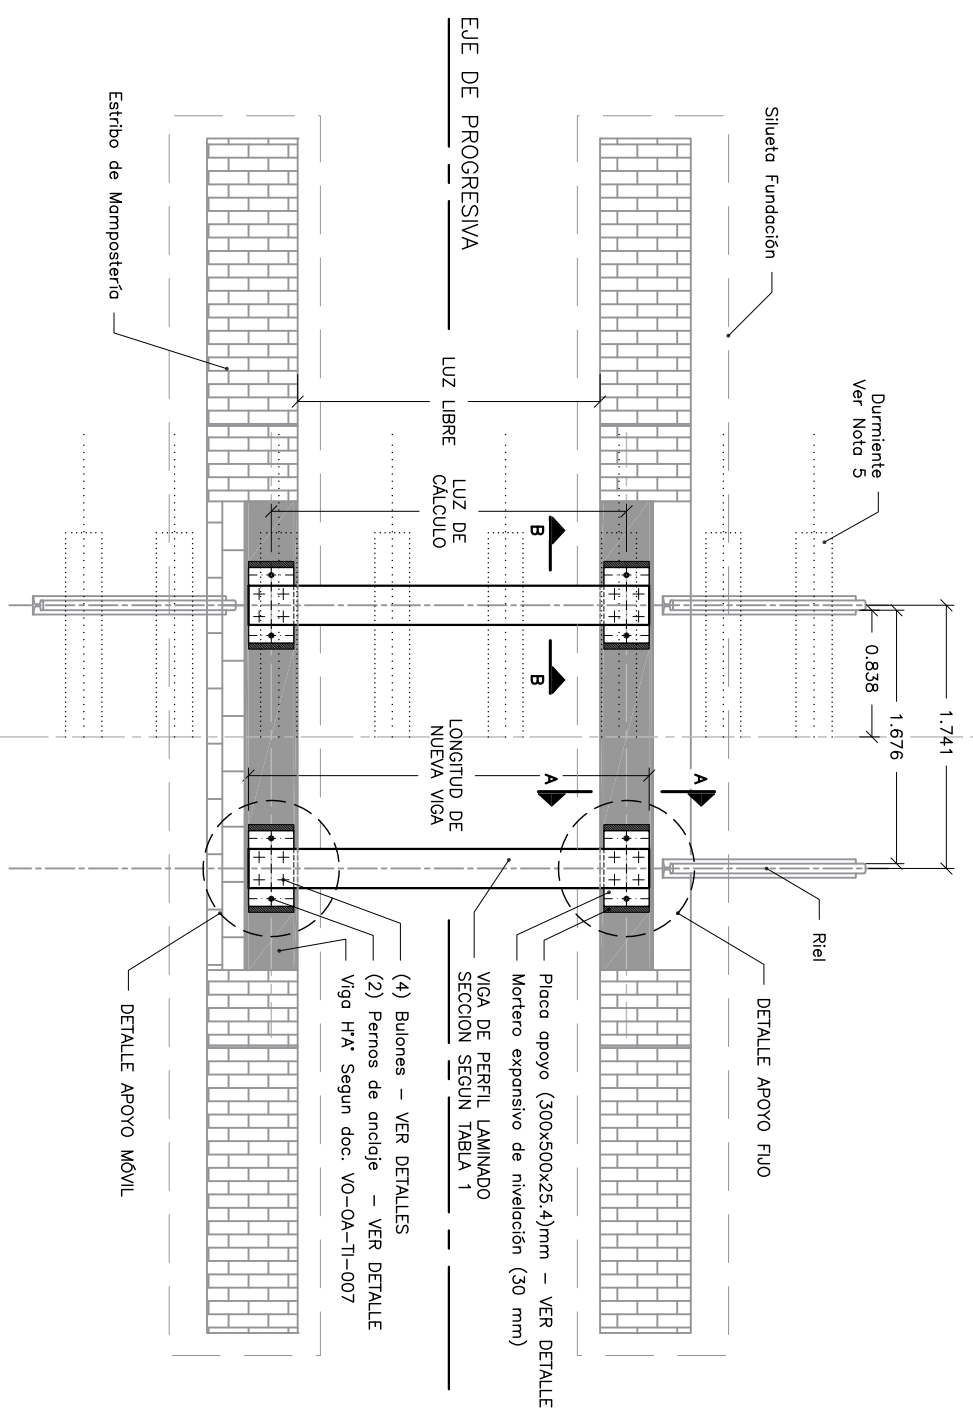 EJE DE PROGRESIVA
Estribo de Mampostería
Silueta Fundación
Durmiente
Ver Nota 5
LUZ LIBRE
LUZ DE
CÁLCULO
B
B
0.838
1.676
1.741
LONGITUD DE
NUEVA VIGA
A
A
Riel
DETALLE APOYO FIJO
Placa apoyo (300x500x25.4)mm – VER DETALLE
Mortero expansivo de nivelación (30 mm)
VIGA DE PERFIL LAMINADO
SECCION SEGUN TABLA 1
(4) Bulones – VER DETALLES
(2) Pernos de anclaje – VER DETALLE
Viga H°A° Segun doc. VO-OA-TI-007
DETALLE APOYO MÓVIL